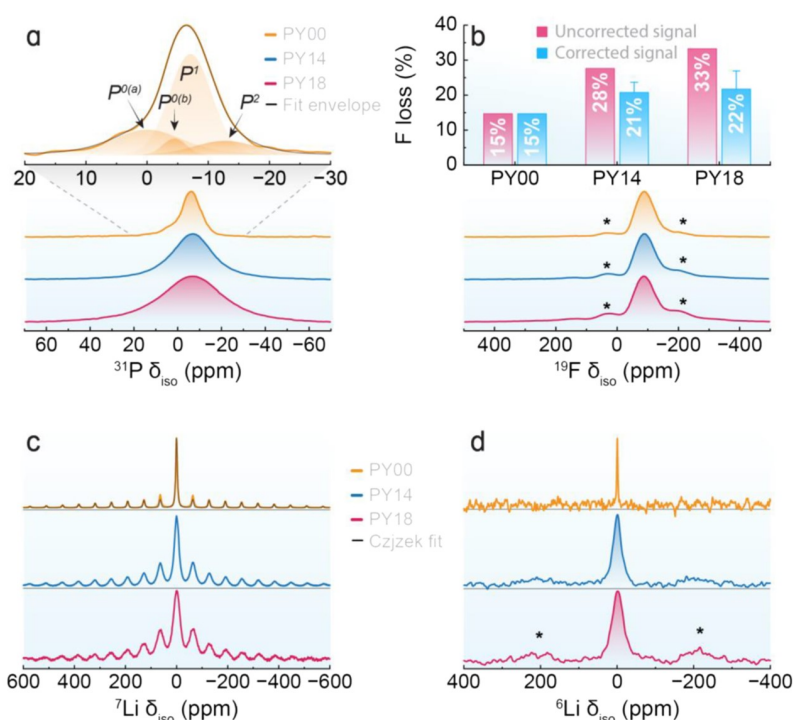 a
PY00
PY14
PY18
Fit envelope
P0(a)
P0(b)
P1
P2
20 10 0 −10 −20 −30
60 40 20 0 −20 −40 −60
31P δiso (ppm)
b
Uncorrected signal
Corrected signal
F loss (%)
40
30
20
10
0
15% 15% 28% 21% 33% 22%
PY00 PY14 PY18
* *
* *
* *
400 200 0 −200 −400
19F δiso (ppm)
c
PY00
PY14
PY18
Czjzek fit
600 400 200 0 −200 −400 −600
7Li δiso (ppm)
d
* *
400 200 0 −200 −400
6Li δiso (ppm)